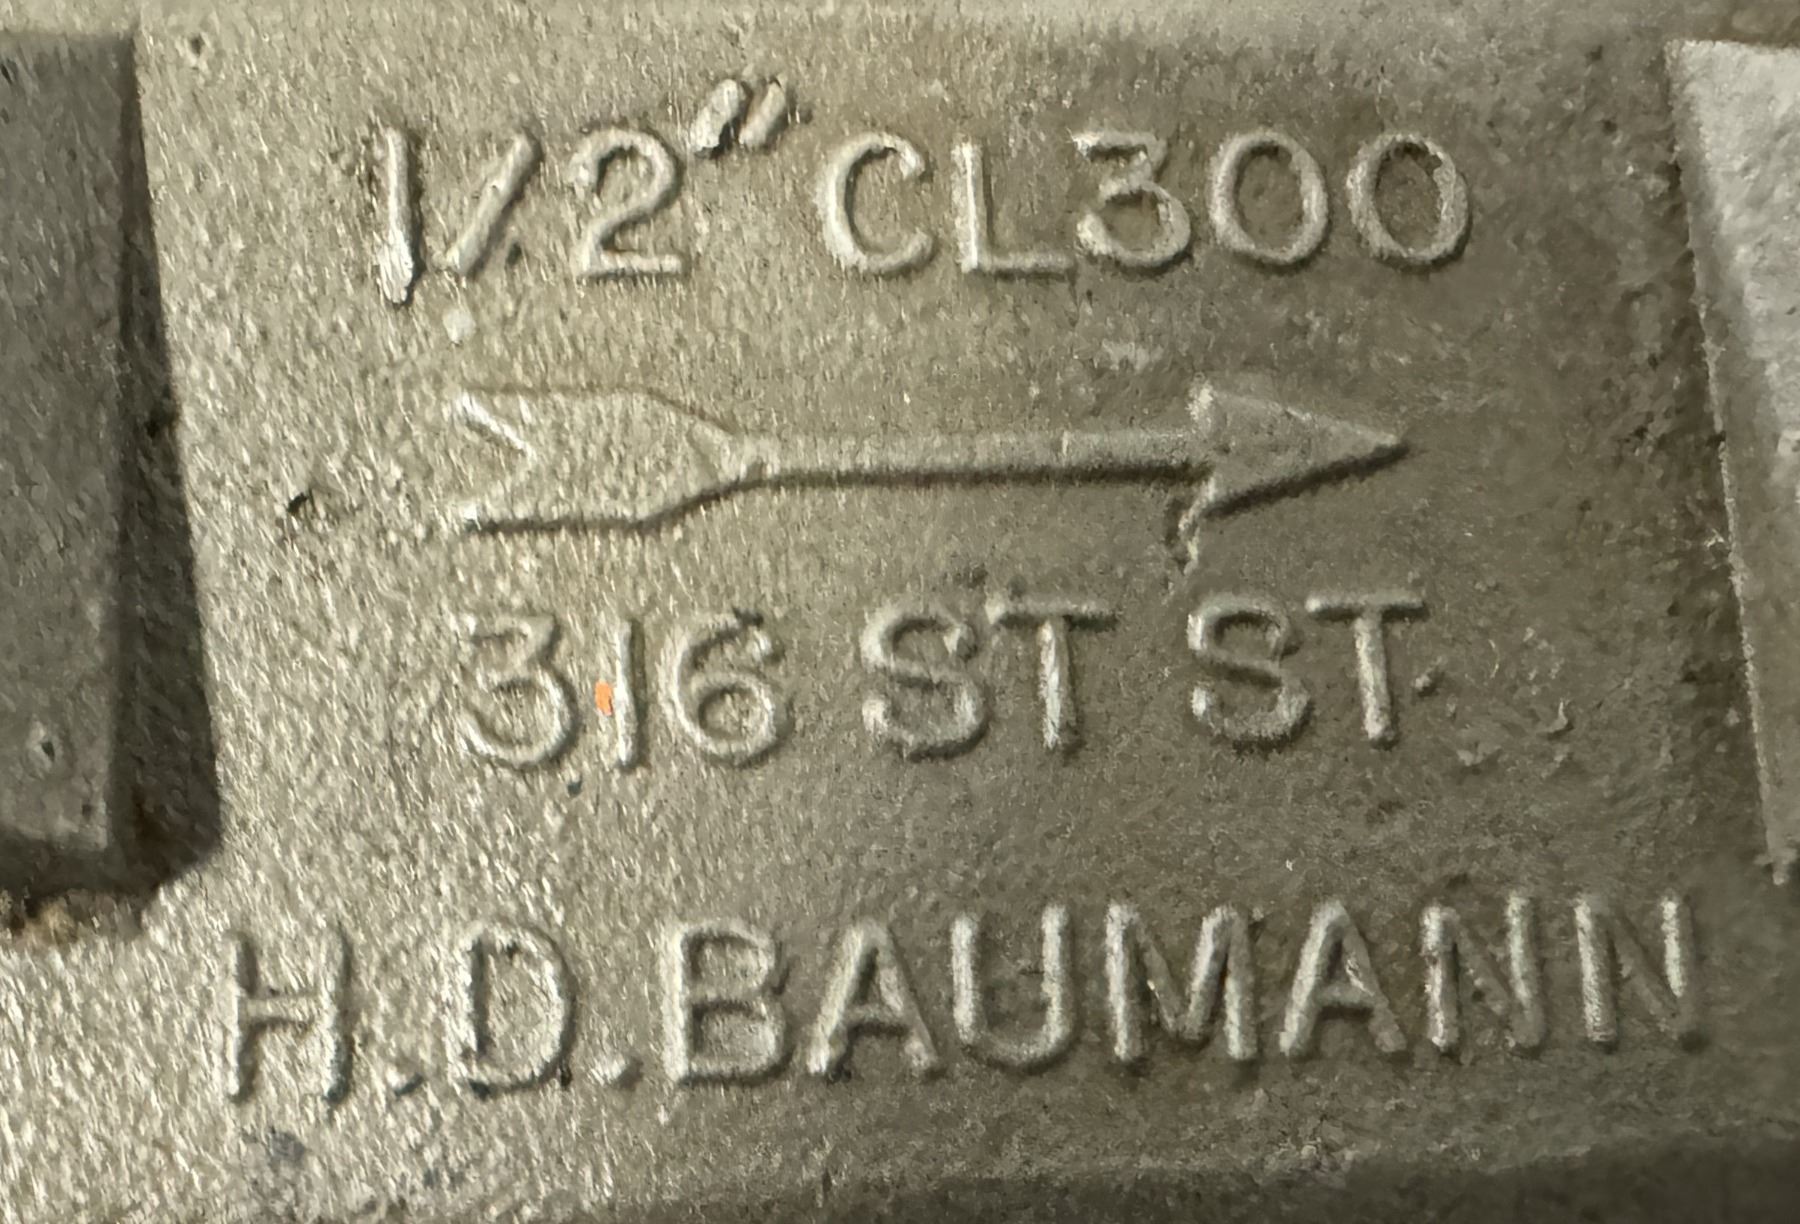 1/2" CL300
316 ST ST.
H.D.BAUMANN